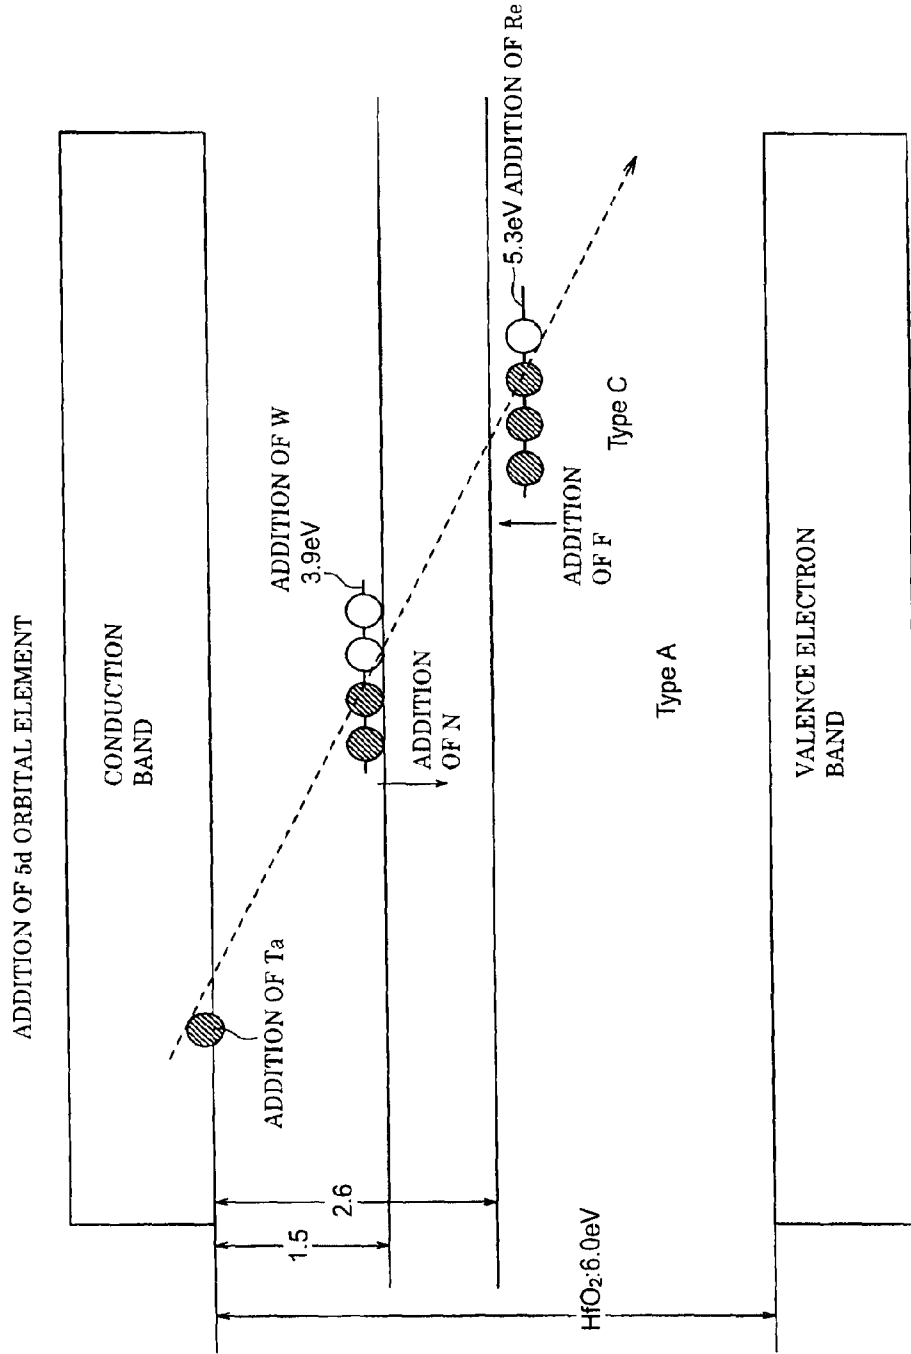 ADDITION OF 5d ORBITAL ELEMENT
CONDUCTION
BAND
ADDITION OF Ta
ADDITION OF W
3.9eV
5.3eV ADDITION OF Re
ADDITION
OF N
ADDITION
OF F
Type C
Type A
1.5
2.6
HfO₂:6.0eV
VALENCE ELECTRON
BAND